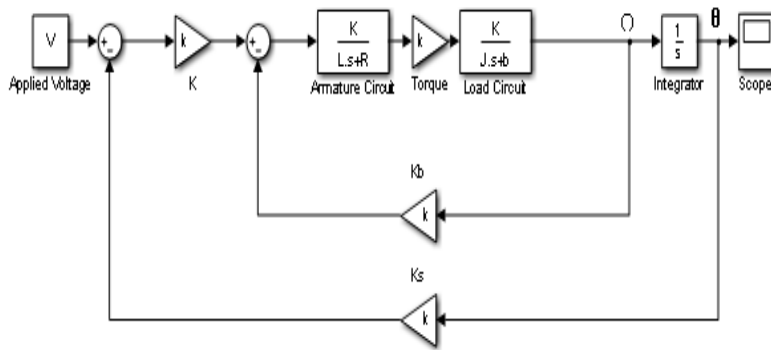 V
Applied Voltage
+
-
k
K
+
-
K
L.s+R
Armature Circuit
k
Torque
K
J.s+b
Load Circuit
1
s
Integrator
θ
Scope
Kb
k
Ks
k